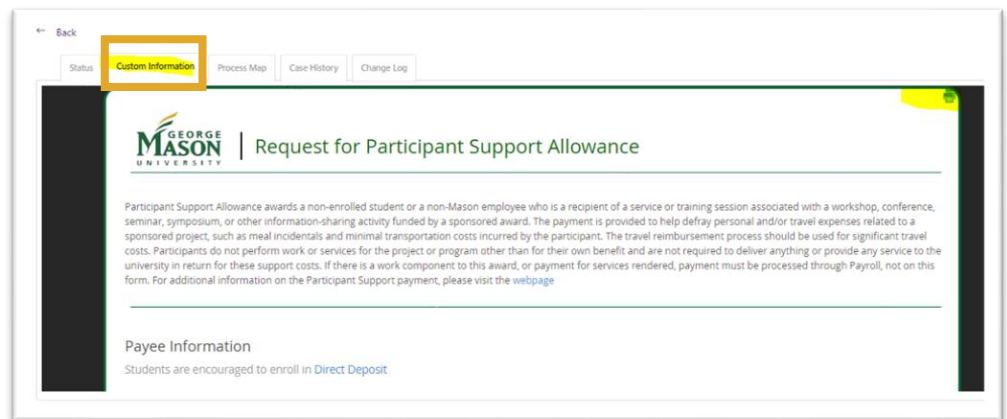 ← Back
Status Custom Information Process Map Case History Change Log
GEORGE
MASON
UNIVERSITY
Request for Participant Support Allowance
Participant Support Allowance awards a non-enrolled student or a non-Mason employee who is a recipient of a service or training session associated with a workshop, conference,
seminar, symposium, or other information-sharing activity funded by a sponsored award. The payment is provided to help defray personal and/or travel expenses related to a
sponsored project, such as meal incidentals and minimal transportation costs incurred by the participant. The travel reimbursement process should be used for significant travel
costs. Participants do not perform work or services for the project or program other than for their own benefit and are not required to deliver anything or provide any service to the
university in return for these support costs. If there is a work component to this award, or payment for services rendered, payment must be processed through Payroll, not on this
form. For additional information on the Participant Support payment, please visit the webpage
Payee Information
Students are encouraged to enroll in Direct Deposit